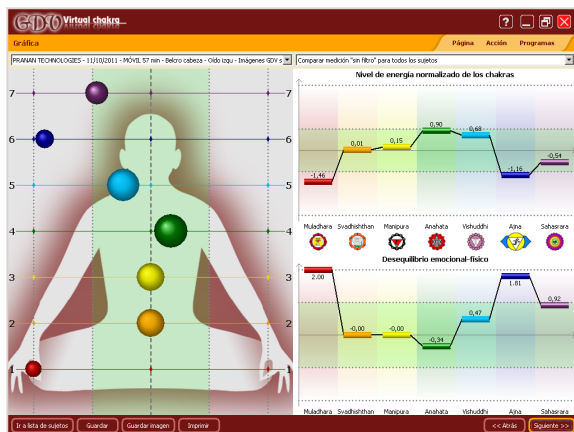 GDV Virtual chakra
Gráfica
Página Acción Programas
PRANAN TECHNOLOGIES - 11/10/2011 - MÓVIL 57 min - Belcro cabeza - Oído izqu - Imágenes GDV s
Comparar medición "sin filtro" para todos los sujetos
7 7
6 6
5 5
4 4
3 3
2 2
1 1
Nivel de energía normalizado de los chakras
-1,46 0,01 0,15 0,90 0,68 -1,16 -0,54
Muladhara Svadhishthan Manipura Anahata Vishuddhi Ajna Sahasrara
Desequilibrio emocional-físico
2.00 -0,00 -0,00 -0,34 0,47 1.81 0,92
Muladhara Svadhishthan Manipura Anahata Vishuddhi Ajna Sahasrara
Ir a lista de sujetos Guardar Guardar imagen Imprimir << Atrás Siguiente >>